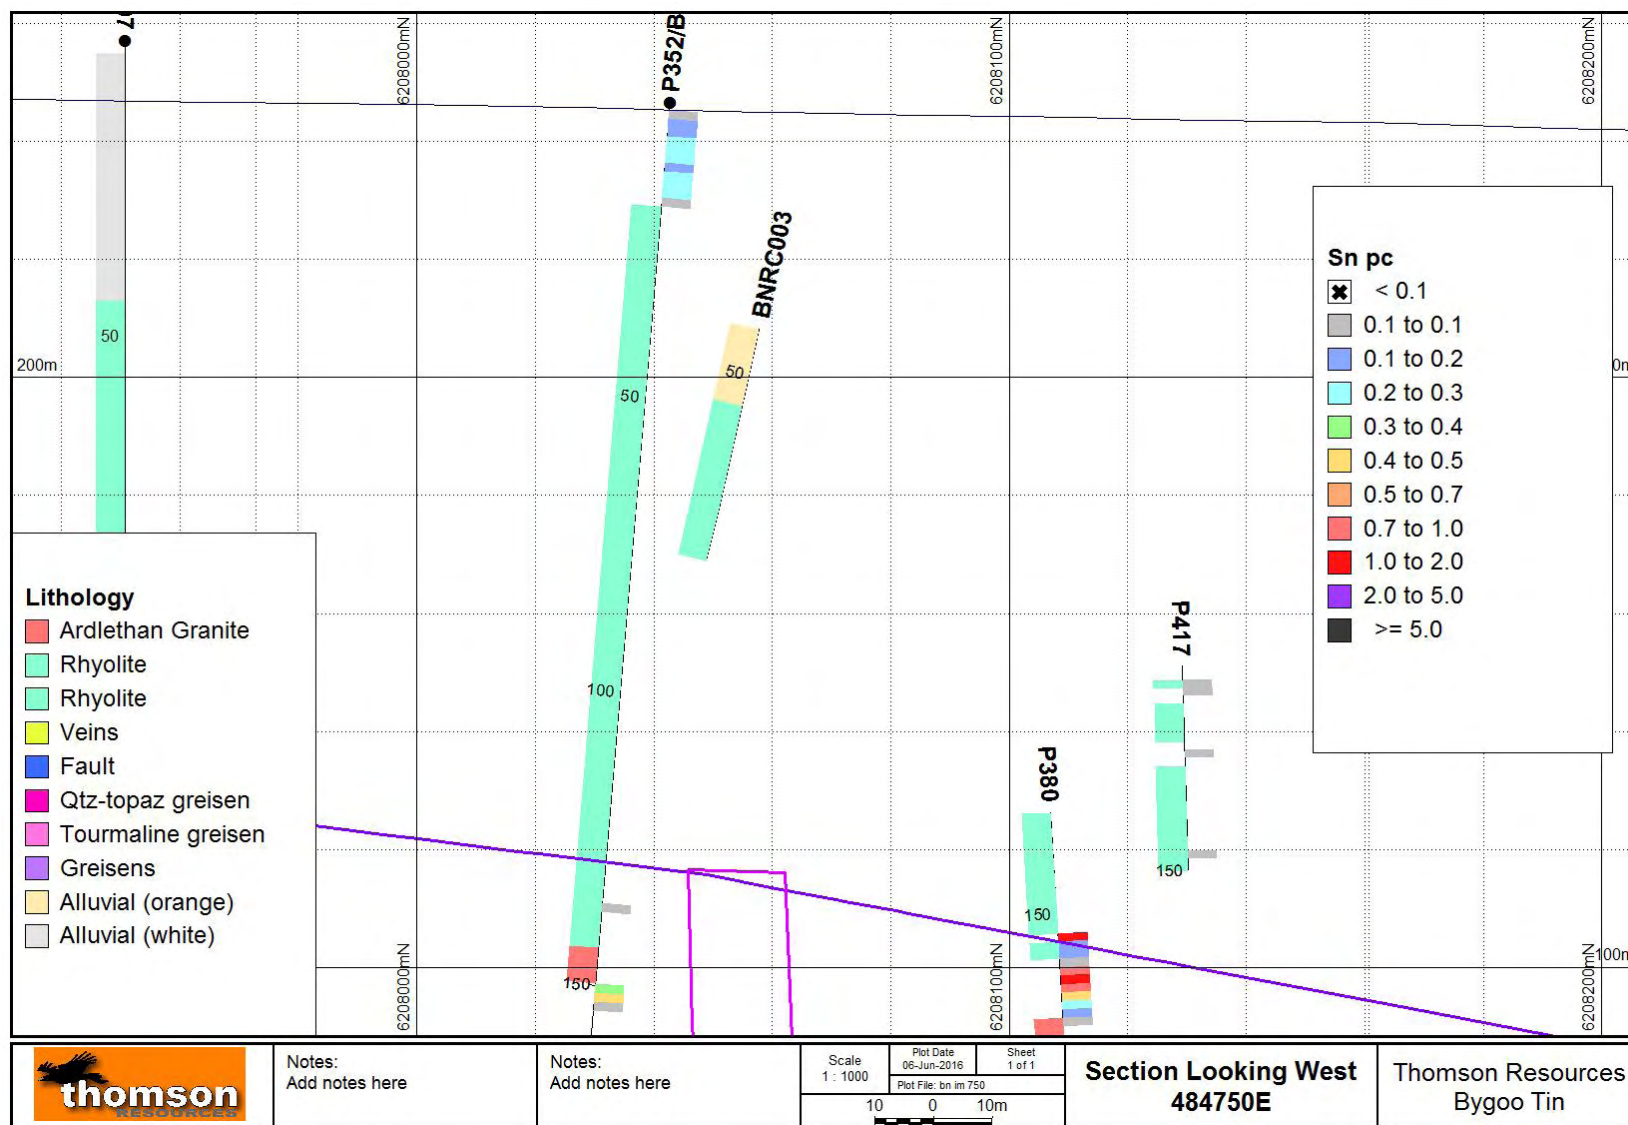 07
6208000mN
P352/B
6208100mN
6208200mN
BNRC003
50
50
50
200m
0m
Sn pc
< 0.1
0.1 to 0.1
0.1 to 0.2
0.2 to 0.3
0.3 to 0.4
0.4 to 0.5
0.5 to 0.7
0.7 to 1.0
1.0 to 2.0
2.0 to 5.0
>= 5.0
Lithology
Ardlethan Granite
Rhyolite
Rhyolite
Veins
Fault
Qtz-topaz greisen
Tourmaline greisen
Greisens
Alluvial (orange)
Alluvial (white)
100
P417
P380
150
150
150
100m
6208000mN
6208100mN
6208200mN
thomson
RESOURCES
Notes:
Add notes here
Notes:
Add notes here
Scale
1 : 1000
Plot Date
06-Jun-2016
Sheet
1 of 1
Plot File: bn im 750
10 0 10m
Section Looking West
484750E
Thomson Resources
Bygoo Tin